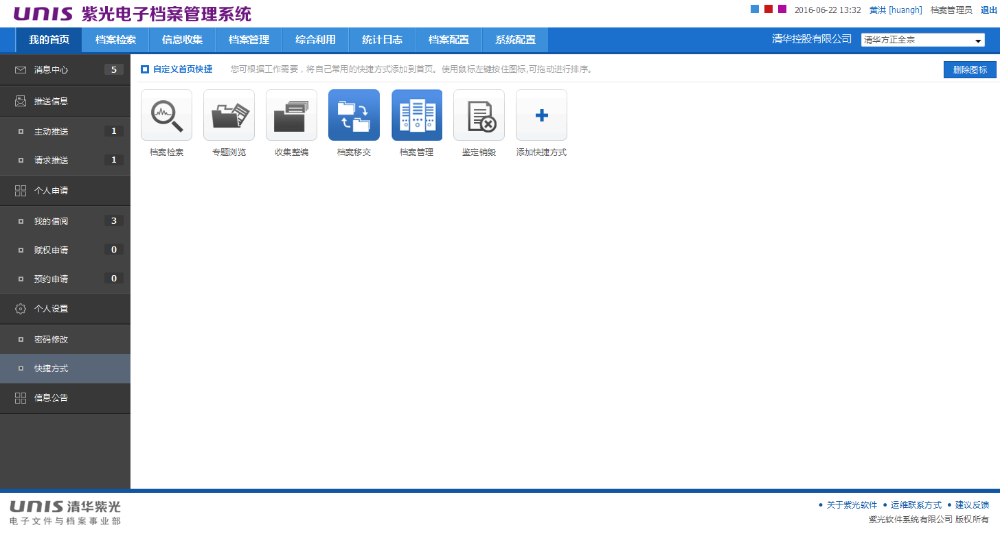 UNIS 紫光电子档案管理系统
2016-06-22 13:32 黄洪 [huangh] 档案管理员 退出
我的首页 档案检索 信息收集 档案管理 综合利用 统计日志 档案配置 系统配置
清华控股有限公司 清华方正全宗
消息中心 5
推送信息
主动推送 1
请求推送 1
个人申请
我的借阅 3
赋权申请 0
预约申请 0
个人设置
密码修改
快捷方式
信息公告
自定义首页快捷 您可根据工作需要，将自己常用的快捷方式添加到首页。使用鼠标左键按住图标,可拖动进行排序。
删除图标
档案检索 专题浏览 收集整编 档案移交 档案管理 鉴定销毁 添加快捷方式
UNIS 清华紫光
电子文件与档案事业部
• 关于紫光软件 • 运维联系方式 • 建议反馈
紫光软件系统有限公司 版权所有